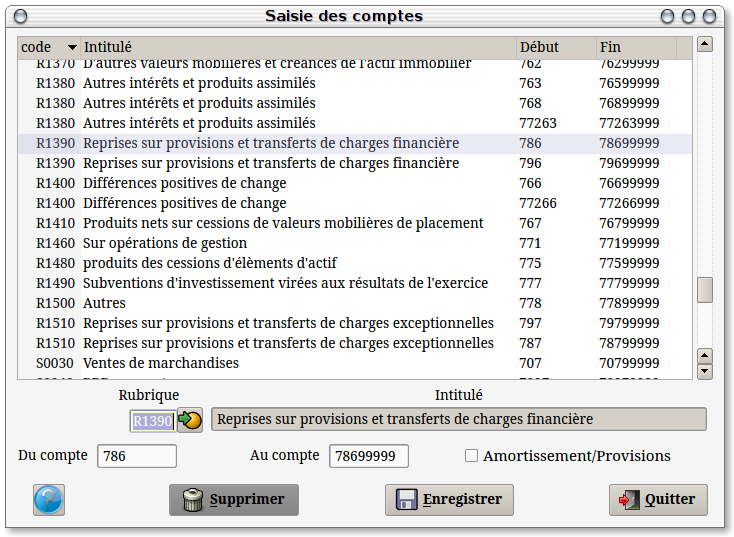 Saisie des comptes
code Intitulé Début Fin
R1370 D'autres valeurs mobilières et créances de l'actif immobilier 762 76299999
R1380 Autres intérêts et produits assimilés 763 76599999
R1380 Autres intérêts et produits assimilés 768 76899999
R1380 Autres intérêts et produits assimilés 77263 77263999
R1390 Reprises sur provisions et transferts de charges financière 786 78699999
R1390 Reprises sur provisions et transferts de charges financière 796 79699999
R1400 Différences positives de change 766 76699999
R1400 Différences positives de change 77266 77266999
R1410 Produits nets sur cessions de valeurs mobilières de placement 767 76799999
R1460 Sur opérations de gestion 771 77199999
R1480 produits des cessions d'élèments d'actif 775 77599999
R1490 Subventions d'investissement virées aux résultats de l'exercice 777 77799999
R1500 Autres 778 77899999
R1510 Reprises sur provisions et transferts de charges exceptionnelles 797 79799999
R1510 Reprises sur provisions et transferts de charges exceptionnelles 787 78799999
S0030 Ventes de marchandises 707 70799999
Rubrique Intitulé
R1390 Reprises sur provisions et transferts de charges financière
Du compte 786 Au compte 78699999 Amortissement/Provisions
Supprimer Enregistrer Quitter